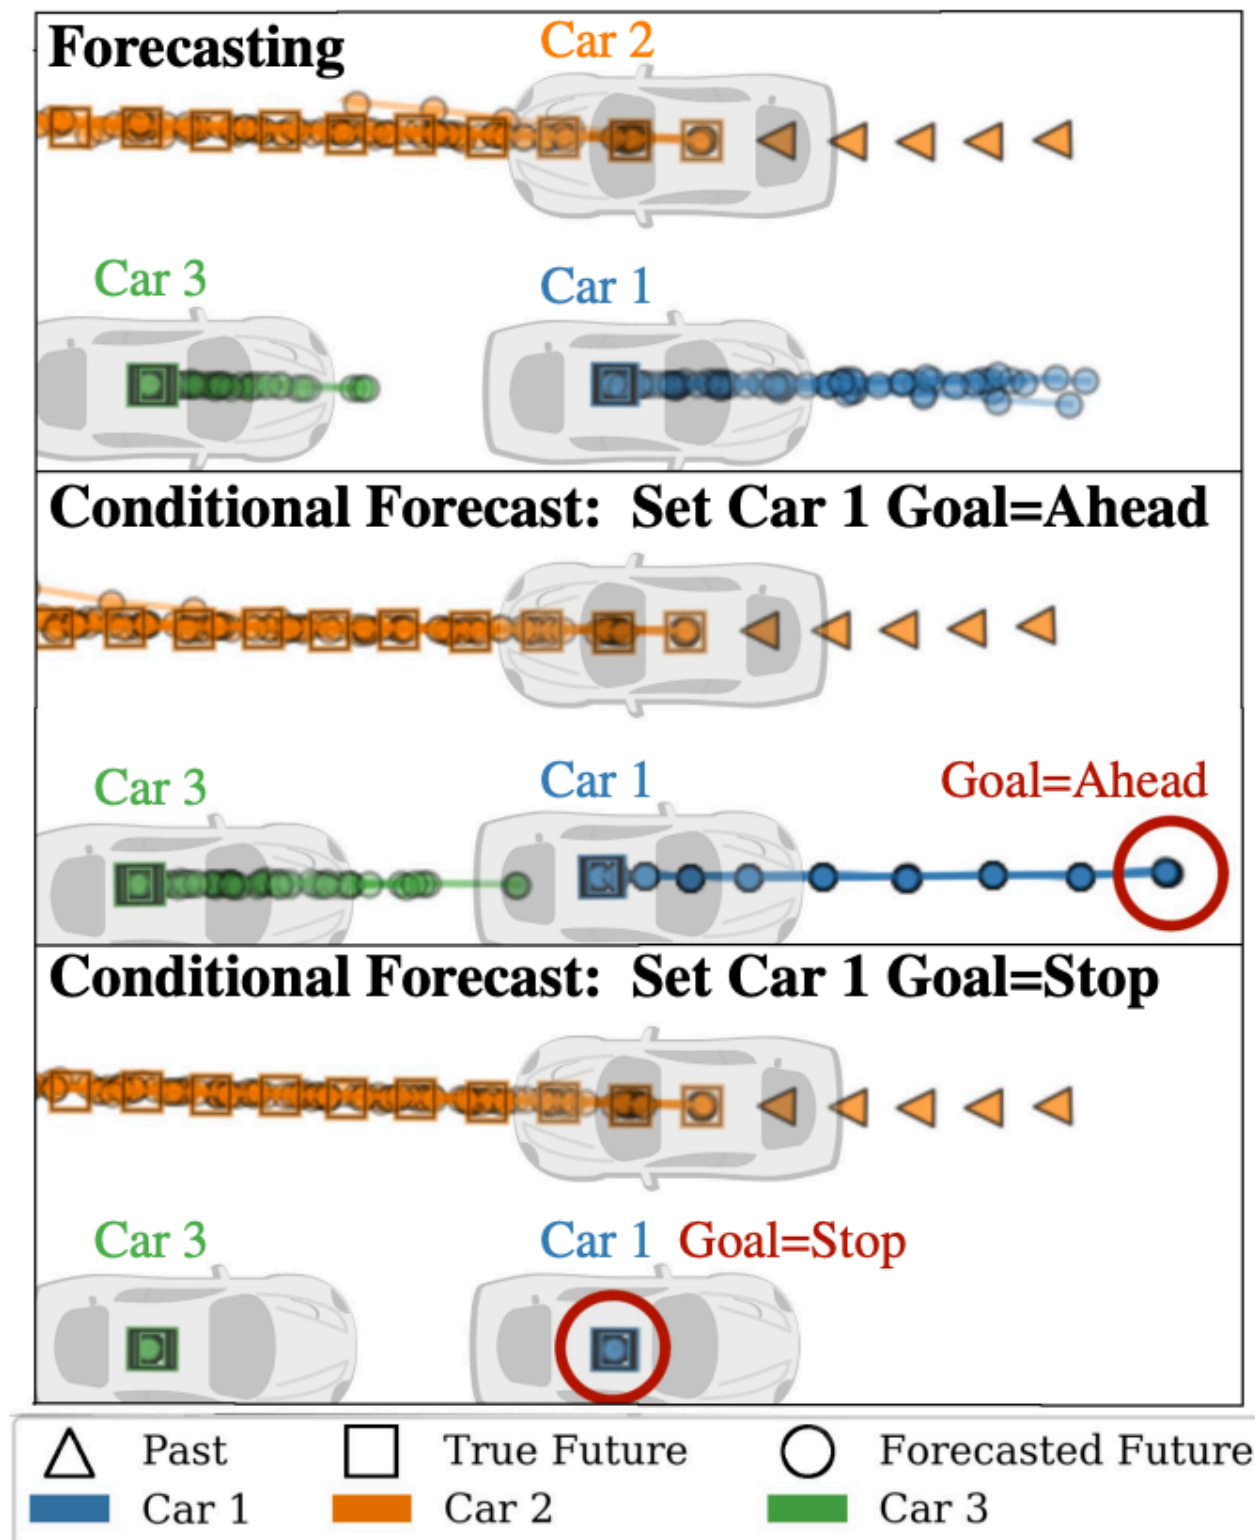 Forecasting
Car 2
Car 3
Car 1
Conditional Forecast: Set Car 1 Goal=Ahead
Car 3
Car 1
Goal=Ahead
Conditional Forecast: Set Car 1 Goal=Stop
Car 3
Car 1
Goal=Stop
Past
True Future
Forecasted Future
Car 1
Car 2
Car 3